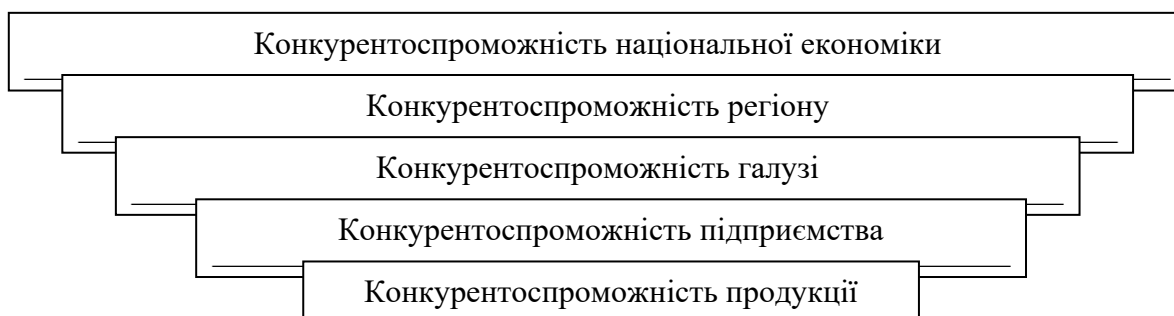 Конкурентоспроможність національної економіки
Конкурентоспроможність регіону
Конкурентоспроможність галузі
Конкурентоспроможність підприємства
Конкурентоспроможність продукції